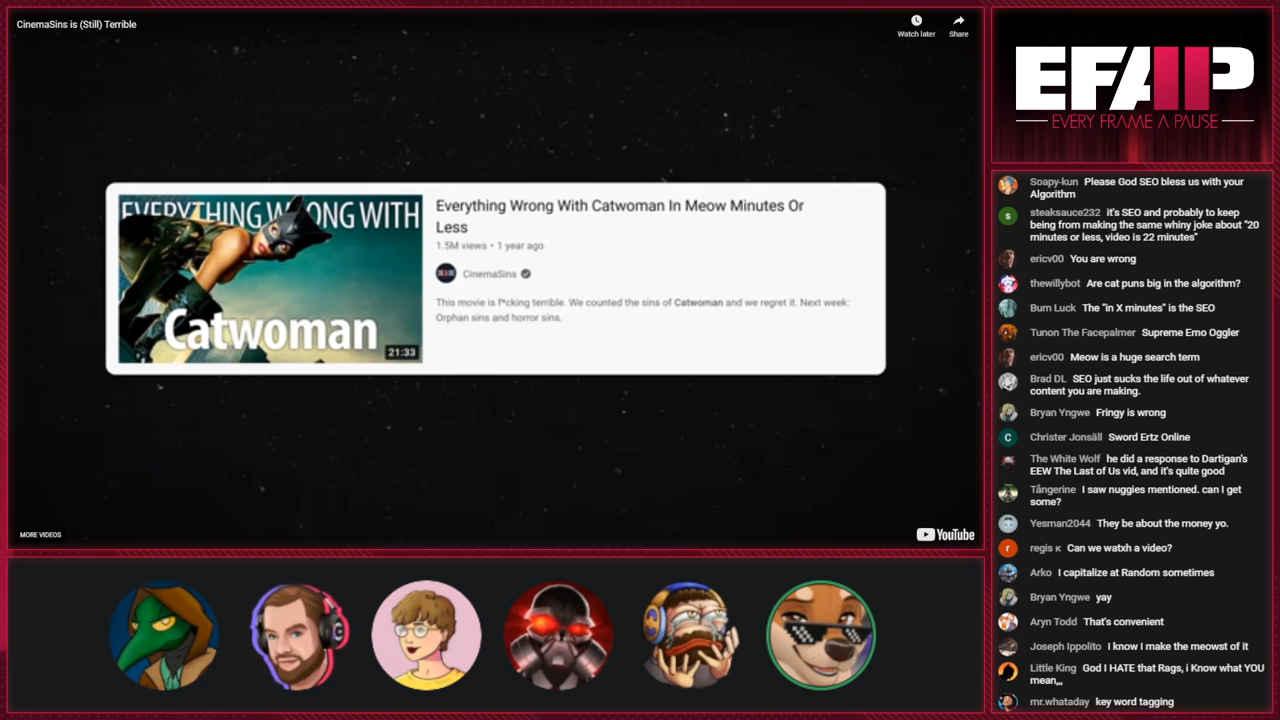 CinemaSins is (Still) Terrible
Watch later
Share
EVERYTHING WRONG WITH
Catwoman
21:33
Everything Wrong With Catwoman In Meow Minutes Or
Less
1.5M views • 1 year ago
CinemaSins
This movie is f*cking terrible. We counted the sins of Catwoman and we regret it. Next week:
Orphan sins and horror sins.
MORE VIDEOS
YouTube
EFAP
EVERY FRAME A PAUSE
Soapy-kun Please God SEO bless us with your
Algorithm
steaksauce232 it's SEO and probably to keep
being from making the same whiny joke about "20
minutes or less, video is 22 minutes"
ericv00 You are wrong
thewillybot Are cat puns big in the algorithm?
Bum Luck The "in X minutes" is the SEO
Tunon The Facepalmer Supreme Emo Oggler
ericv00 Meow is a huge search term
Brad DL SEO just sucks the life out of whatever
content you are making.
Bryan Yngwe Fringy is wrong
Christer Jonsäll Sword Ertz Online
The White Wolf he did a response to Dartigan's
EEW The Last of Us vid, and it's quite good
Tångerine I saw nuggies mentioned. can I get
some?
Yesman2044 They be about the money yo.
regis ĸ Can we watxh a video?
Arko I capitalize at Random sometimes
Bryan Yngwe yay
Aryn Todd That's convenient
Joseph Ippolito I know I make the meowst of it
Little King God I HATE that Rags, i Know what YOU
mean,,,
mr.whataday key word tagging